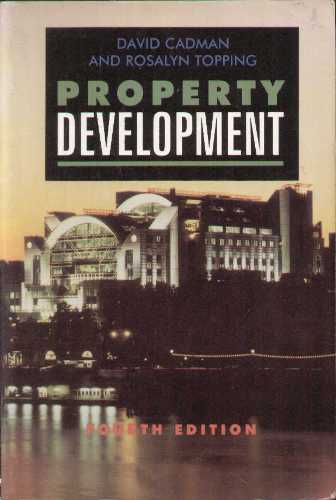 DAVID CADMAN
AND ROSALYN TOPPING
PROPERTY
DEVELOPMENT
FOURTH EDITION